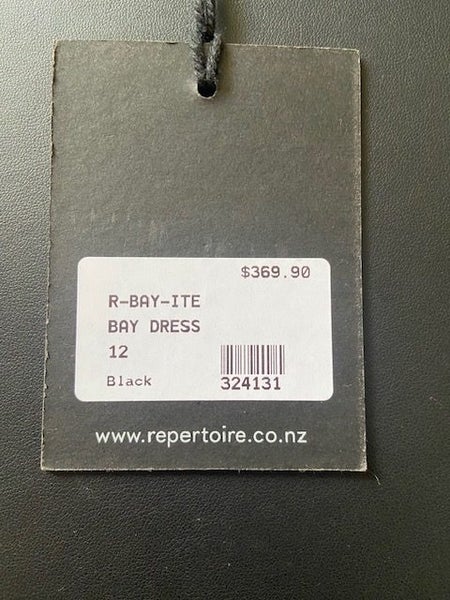 $369.90
R-BAY-ITE
BAY DRESS
12
Black
324131
www.repertoire.co.nz